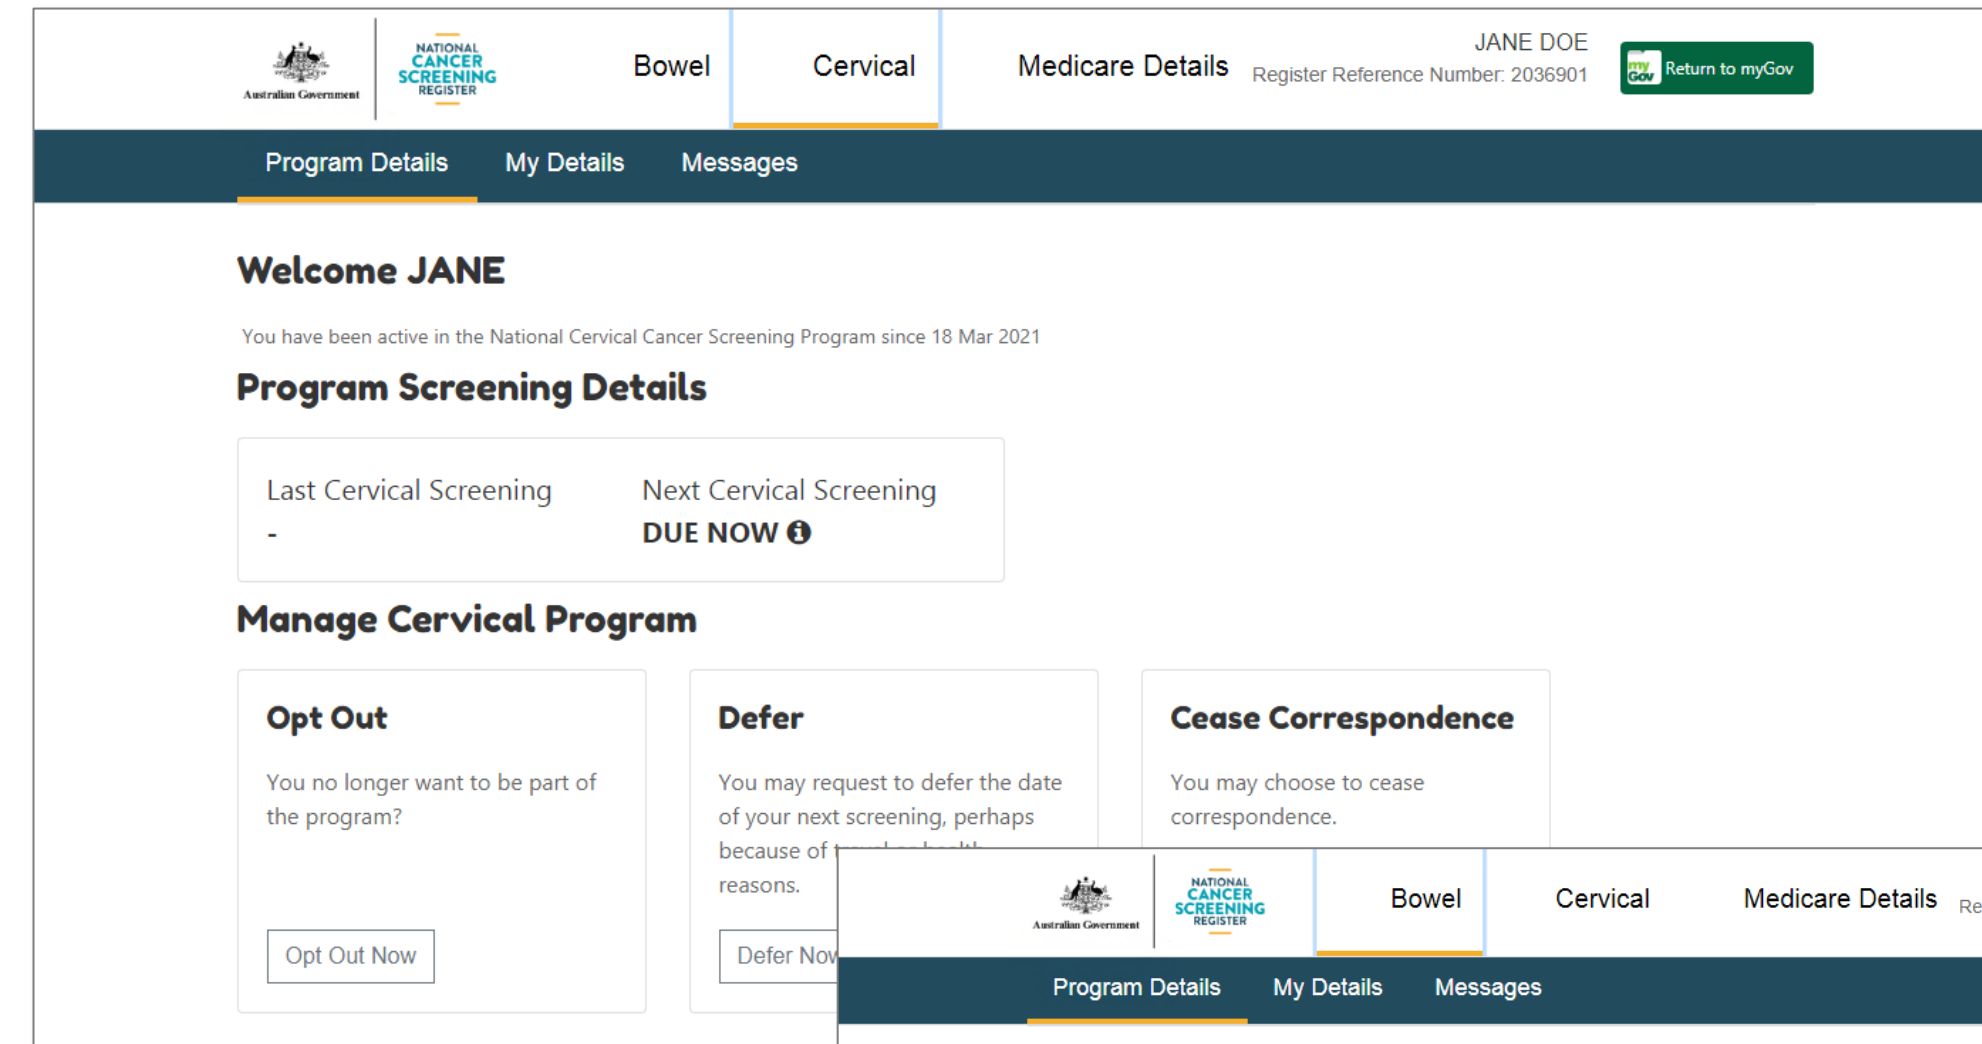 Australian Government
NATIONAL
CANCER
SCREENING
REGISTER
Bowel
Cervical
Medicare Details
JANE DOE
Register Reference Number: 2036901
my
Gov
Return to myGov
Program Details
My Details
Messages
Welcome JANE
You have been active in the National Cervical Cancer Screening Program since 18 Mar 2021
Program Screening Details
Last Cervical Screening
-
Next Cervical Screening
DUE NOW
Manage Cervical Program
Opt Out
You no longer want to be part of
the program?
Opt Out Now
Defer
You may request to defer the date
of your next screening, perhaps
because of
reasons.
Defer Now
Cease Correspondence
You may choose to cease
correspondence.
Australian Government
NATIONAL
CANCER
SCREENING
REGISTER
Bowel
Cervical
Medicare Details
Re
Program Details
My Details
Messages